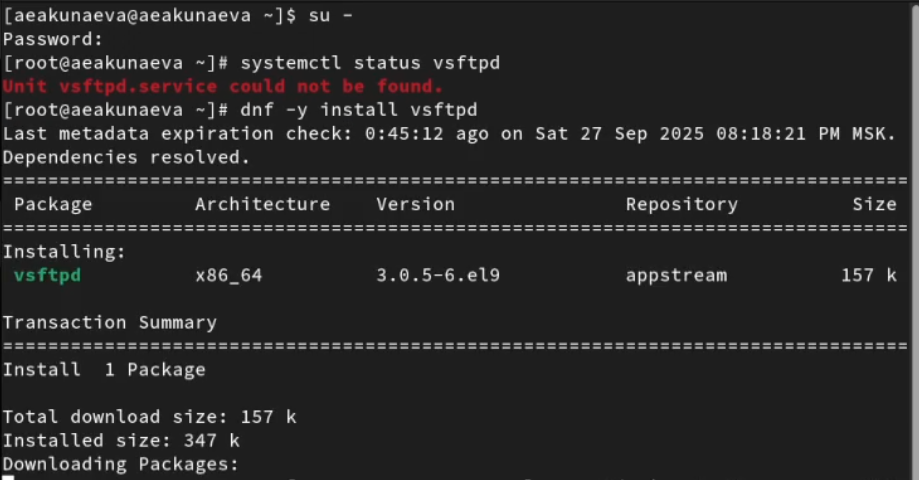 [aeakunaeva@aeakunaeva ~]$ su -
Password:
[root@aeakunaeva ~]# systemctl status vsftpd
Unit vsftpd.service could not be found.
[root@aeakunaeva ~]# dnf -y install vsftpd
Last metadata expiration check: 0:45:12 ago on Sat 27 Sep 2025 08:18:21 PM MSK.
Dependencies resolved.
================================================================================
Package Architecture Version Repository Size
================================================================================
Installing:
vsftpd x86_64 3.0.5-6.el9 appstream 157 k
Transaction Summary
================================================================================
Install 1 Package
Total download size: 157 k
Installed size: 347 k
Downloading Packages: